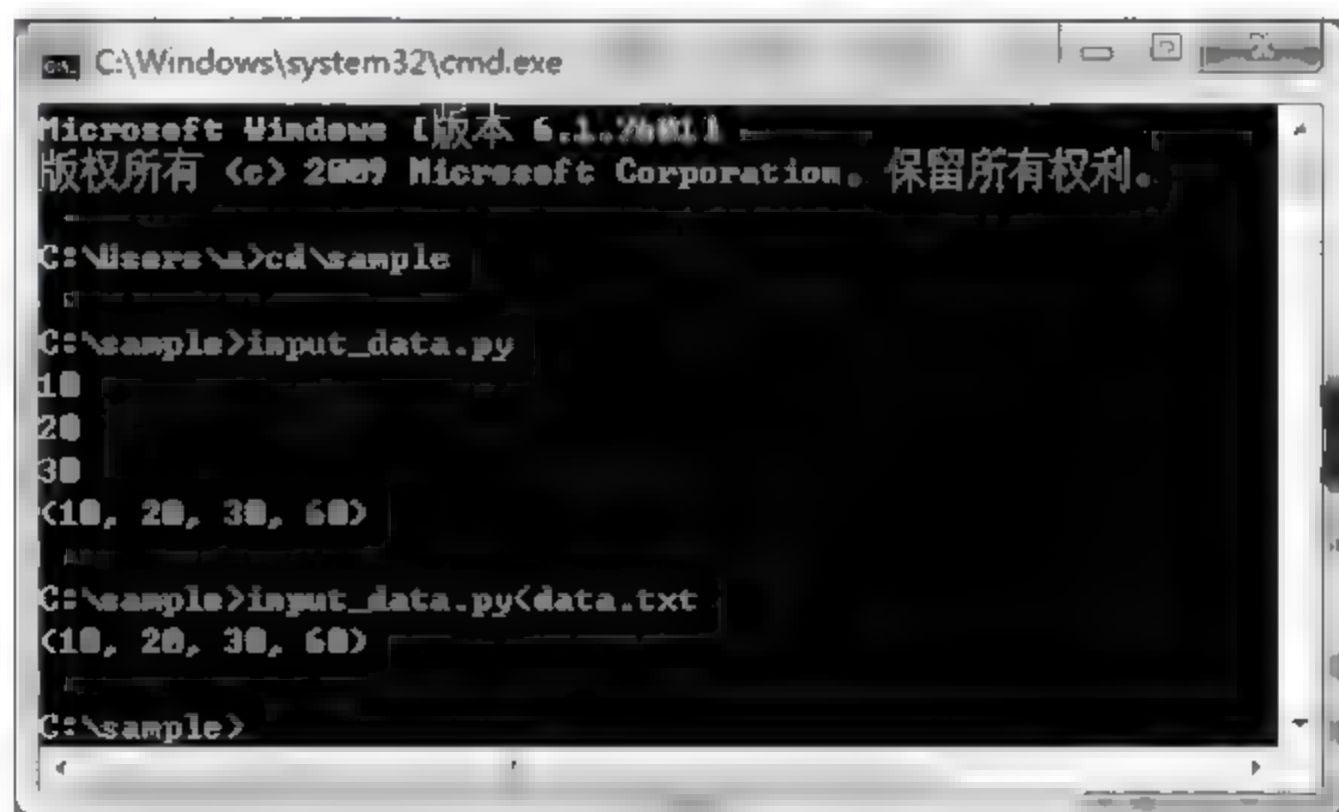 C:\Windows\system32\cmd.exe
Microsoft Windows [版本 6.1.7601]
版权所有 (c) 2009 Microsoft Corporation。保留所有权利。
C:\Users\a>cd\sample
C:\sample>input_data.py
10
20
30
(10, 20, 30, 60)
C:\sample>input_data.py<data.txt
(10, 20, 30, 60)
C:\sample>